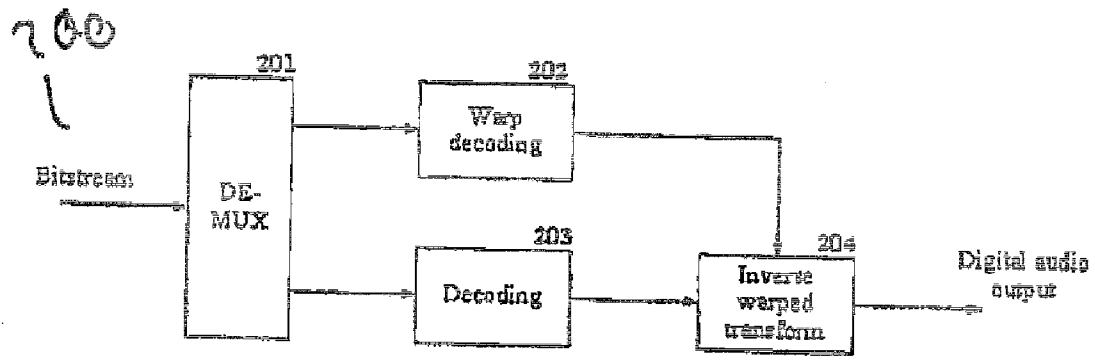 200
201
202
Warp
decoding
Bitstream
DE-
MUX
203
204
Decoding
Inverse
warped
transform
Digital audio
output